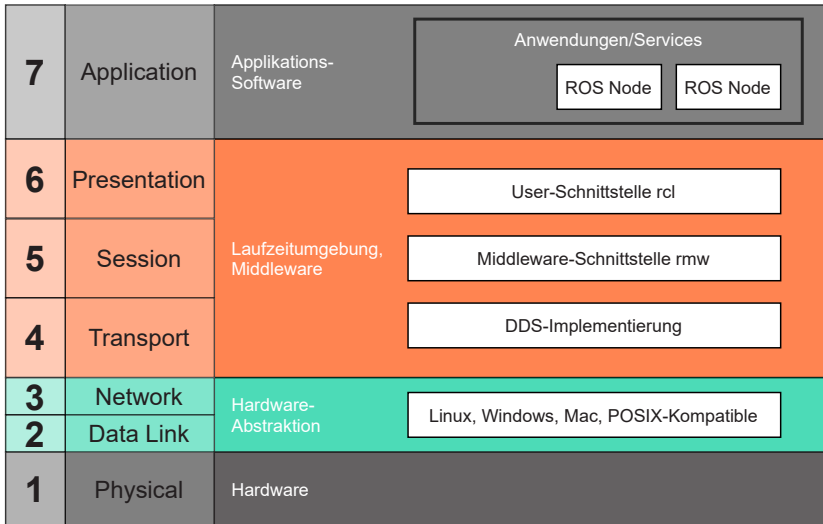 7
Application
Applikations-
Software
Anwendungen/Services
ROS Node
ROS Node
6
Presentation
User-Schnittstelle rcl
5
Session
Laufzeitumgebung,
Middleware
Middleware-Schnittstelle rmw
4
Transport
DDS-Implementierung
3
Network
2
Data Link
Hardware-
Abstraktion
Linux, Windows, Mac, POSIX-Kompatible
1
Physical
Hardware